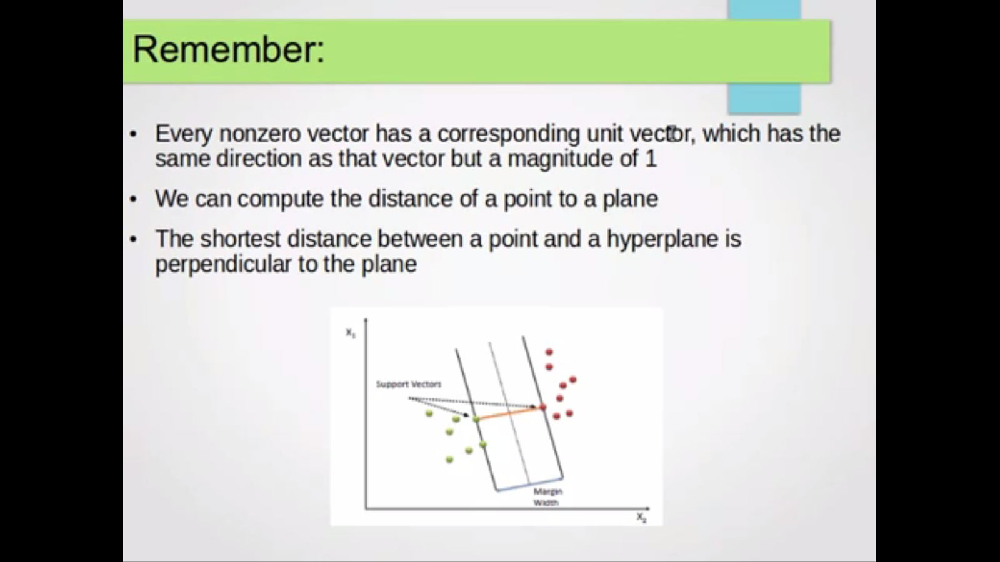 Remember:
• Every nonzero vector has a corresponding unit vector, which has the
same direction as that vector but a magnitude of 1
• We can compute the distance of a point to a plane
• The shortest distance between a point and a hyperplane is
perpendicular to the plane
X₁
Support Vectors
Margin
Width
X₂